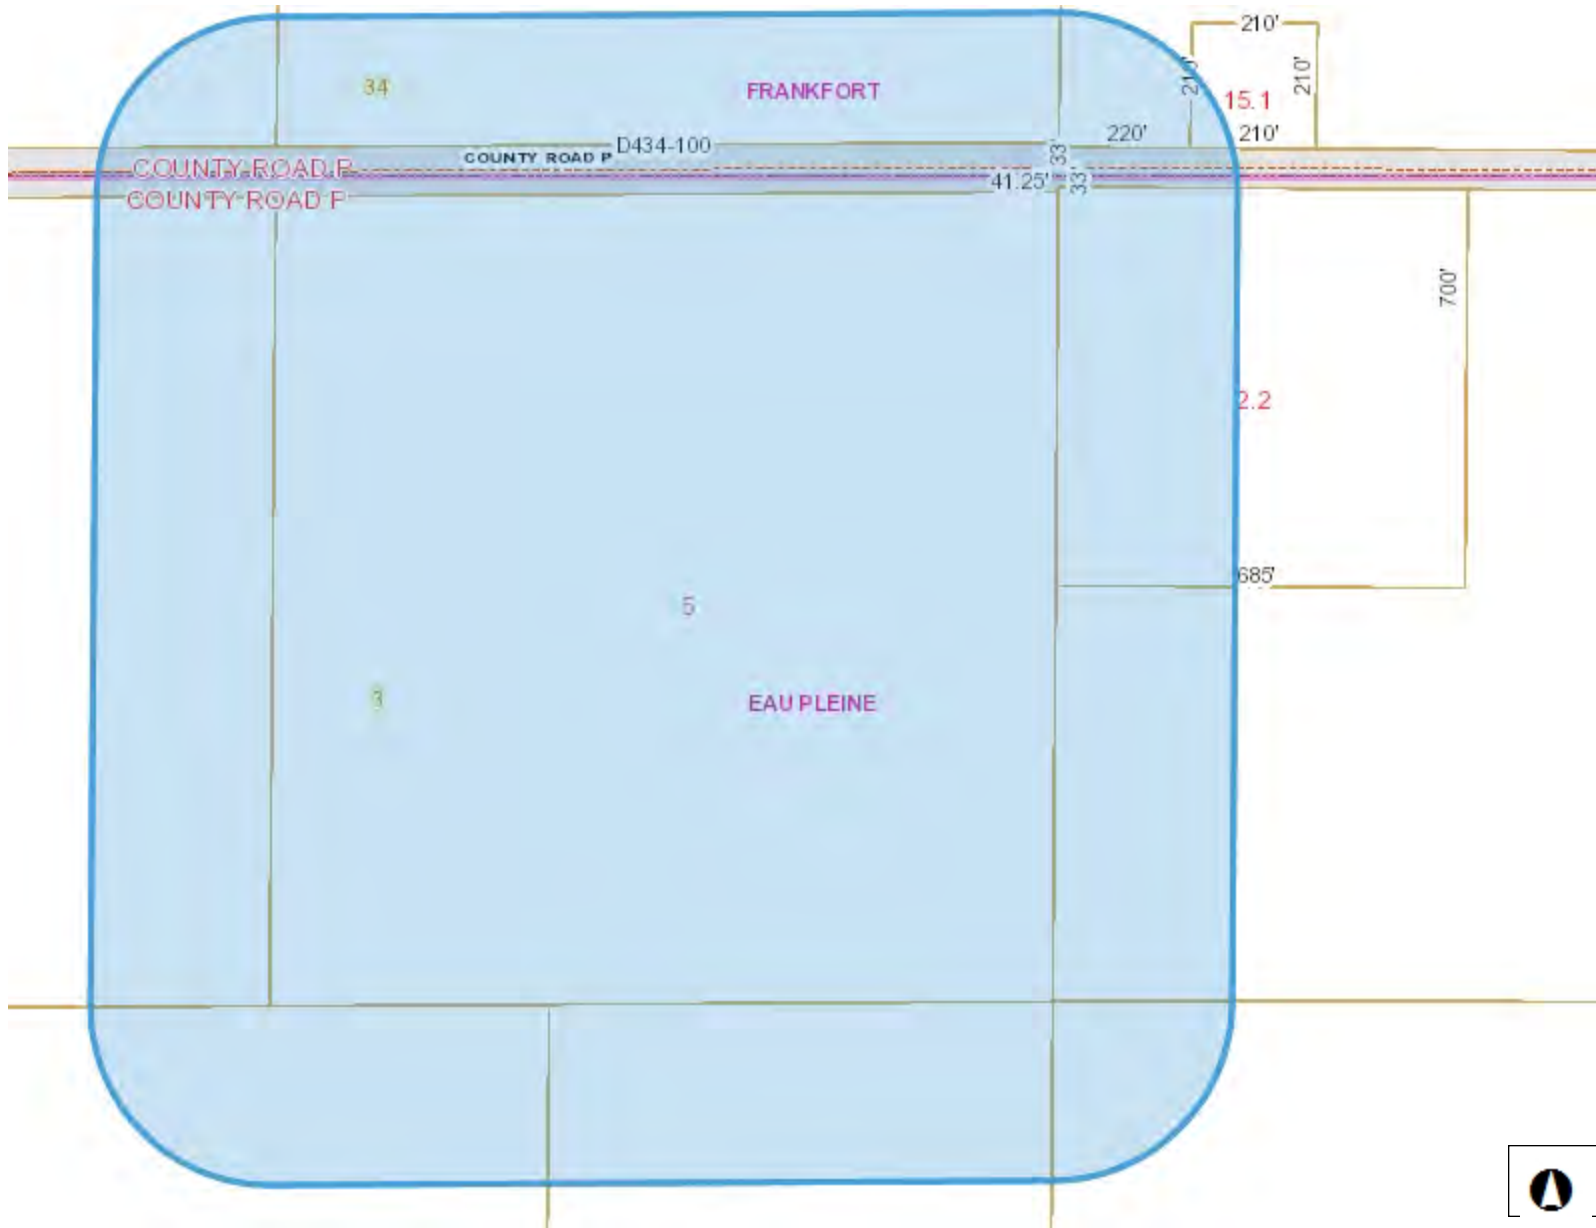 210'
34
FRANKFORT
210'
210'
15.1
220'
210'
D434-100
COUNTY ROAD P
COUNTY ROAD P
33'
41.25'
33'
COUNTY ROAD P
700'
2.2
685'
5
3
EAU PLEINE